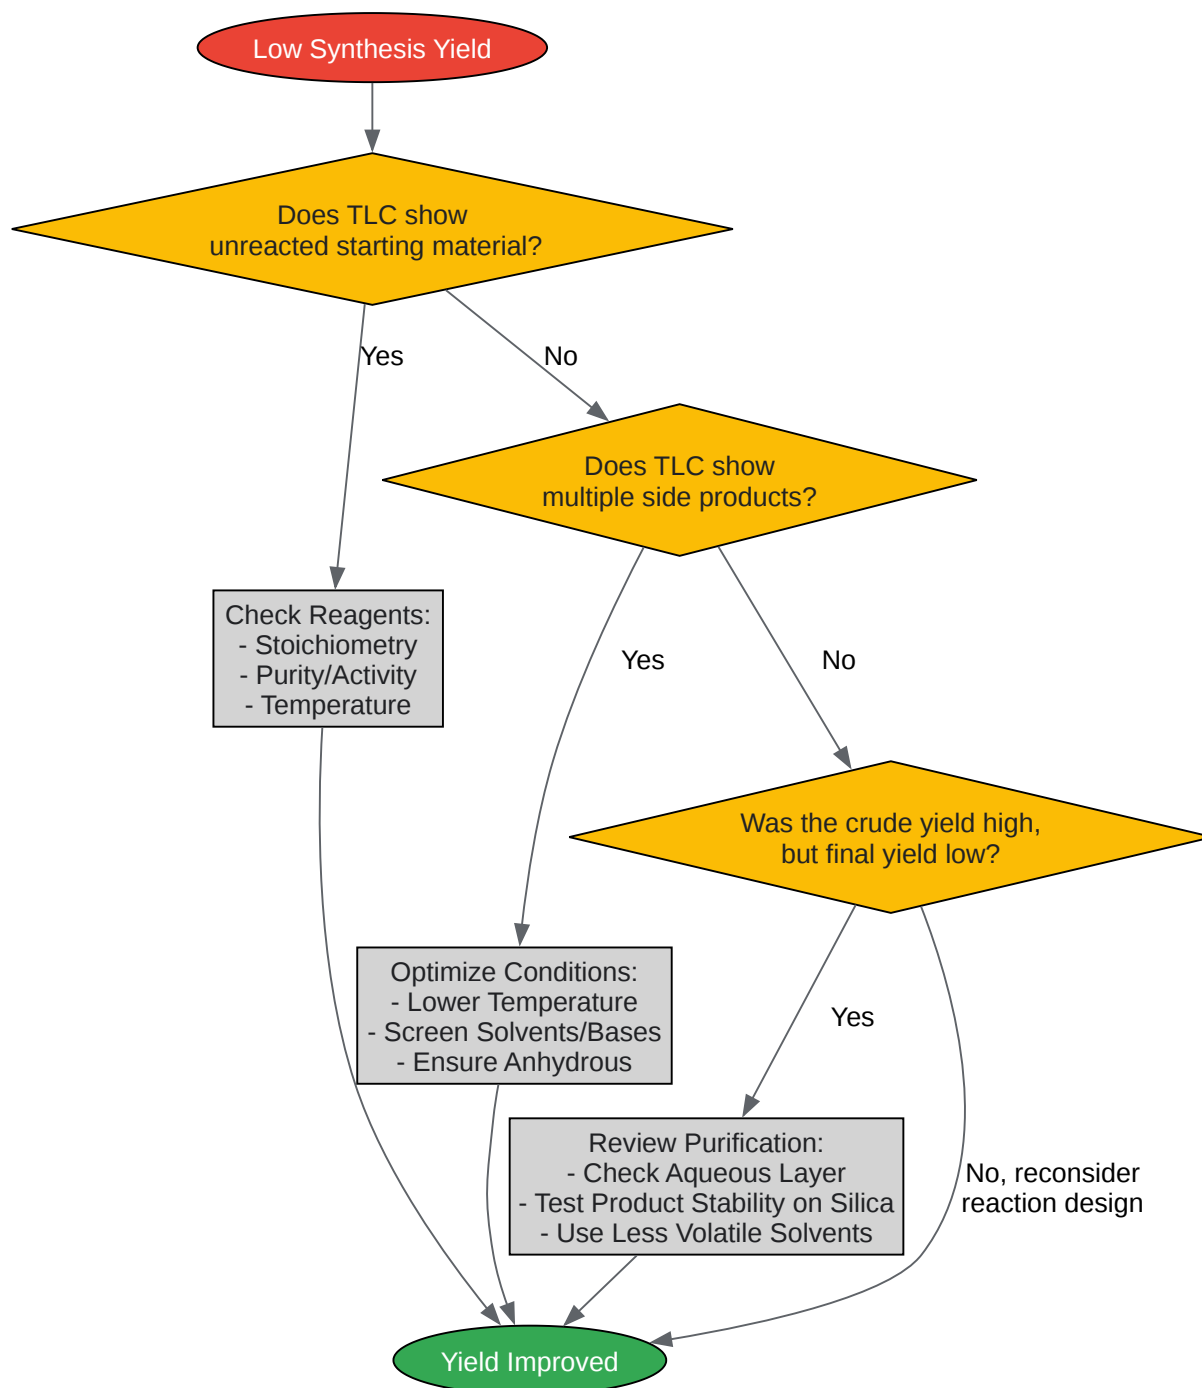 Low Synthesis Yield
Does TLC show
unreacted starting material?
Yes
No
Does TLC show
multiple side products?
Check Reagents:
- Stoichiometry
- Purity/Activity
- Temperature
Yes
No
Was the crude yield high,
but final yield low?
Optimize Conditions:
- Lower Temperature
- Screen Solvents/Bases
- Ensure Anhydrous
Yes
Review Purification:
- Check Aqueous Layer
- Test Product Stability on Silica
- Use Less Volatile Solvents
No, reconsider
reaction design
Yield Improved